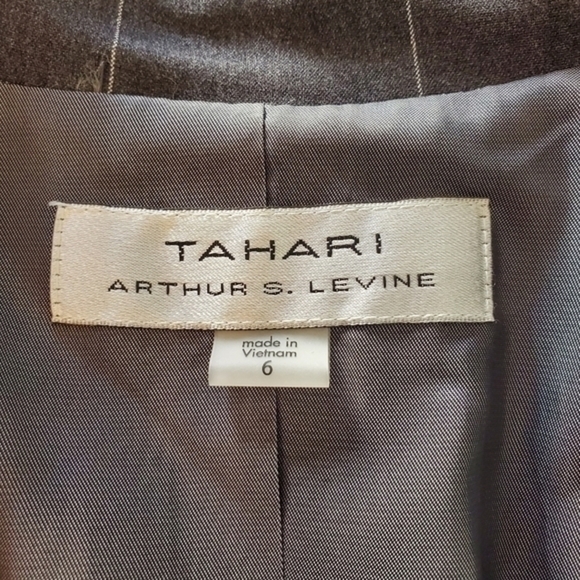 TAHARI
ARTHUR S. LEVINE
made in
Vietnam
6